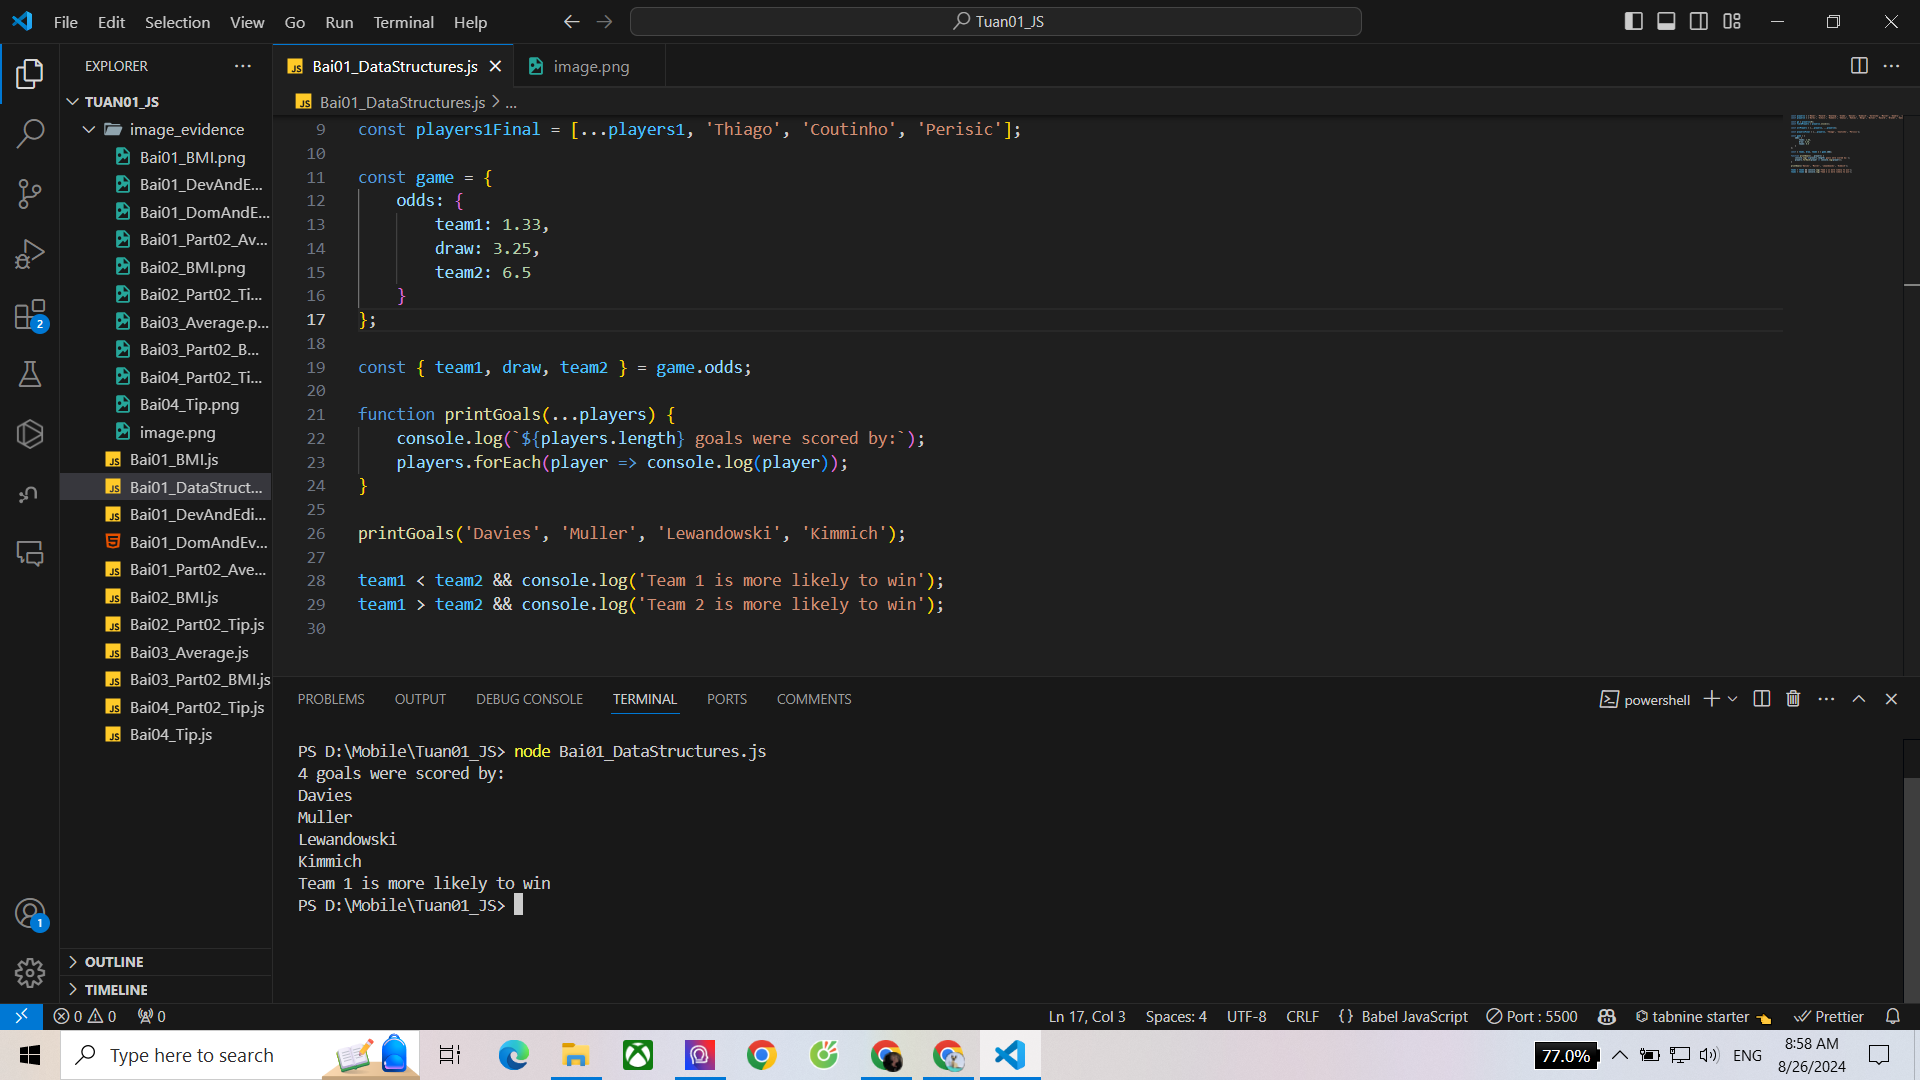 File Edit Selection View Go Run Terminal Help
Tuan01_JS
EXPLORER
TUAN01_JS
image_evidence
Bai01_BMI.png
Bai01_DevAndE...
Bai01_DomAndE...
Bai01_Part02_Av...
Bai02_BMI.png
Bai02_Part02_Ti...
Bai03_Average.p...
Bai03_Part02_B...
Bai04_Part02_Ti...
Bai04_Tip.png
image.png
Bai01_BMI.js
Bai01_DataStruct...
Bai01_DevAndEdi...
Bai01_DomAndEv...
Bai01_Part02_Ave...
Bai02_BMI.js
Bai02_Part02_Tip.js
Bai03_Average.js
Bai03_Part02_BMI.js
Bai04_Part02_Tip.js
Bai04_Tip.js
OUTLINE
TIMELINE
2
1
Bai01_DataStructures.js image.png
Bai01_DataStructures.js > ...
9 const players1Final = [...players1, 'Thiago', 'Coutinho', 'Perisic'];
10
11 const game = {
12 odds: {
13 team1: 1.33,
14 draw: 3.25,
15 team2: 6.5
16 }
17 };
18
19 const { team1, draw, team2 } = game.odds;
20
21 function printGoals(...players) {
22 console.log(`${players.length} goals were scored by:`);
23 players.forEach(player => console.log(player));
24 }
25
26 printGoals('Davies', 'Muller', 'Lewandowski', 'Kimmich');
27
28 team1 < team2 && console.log('Team 1 is more likely to win');
29 team1 > team2 && console.log('Team 2 is more likely to win');
30
PROBLEMS OUTPUT DEBUG CONSOLE TERMINAL PORTS COMMENTS
powershell
PS D:\Mobile\Tuan01_JS> node Bai01_DataStructures.js
4 goals were scored by:
Davies
Muller
Lewandowski
Kimmich
Team 1 is more likely to win
PS D:\Mobile\Tuan01_JS>
0 0 0 Ln 17, Col 3 Spaces: 4 UTF-8 CRLF {} Babel JavaScript Port : 5500 tabnine starter Prettier
Type here to search
77.0% ENG
8:58 AM
8/26/2024